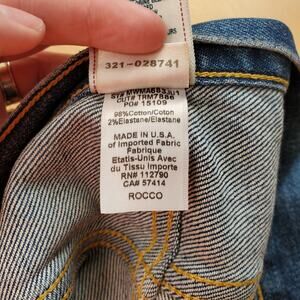 321-028741
CUT# TRM7886
PO# 15109
98%Cotton/Coton
2%Elastane/Elastane
MADE IN U.S.A.
of Imported Fabric
Fabrique
Etats-Unis Avec
du Tissu Importe
RN# 112790
CA# 57414
ROCCO